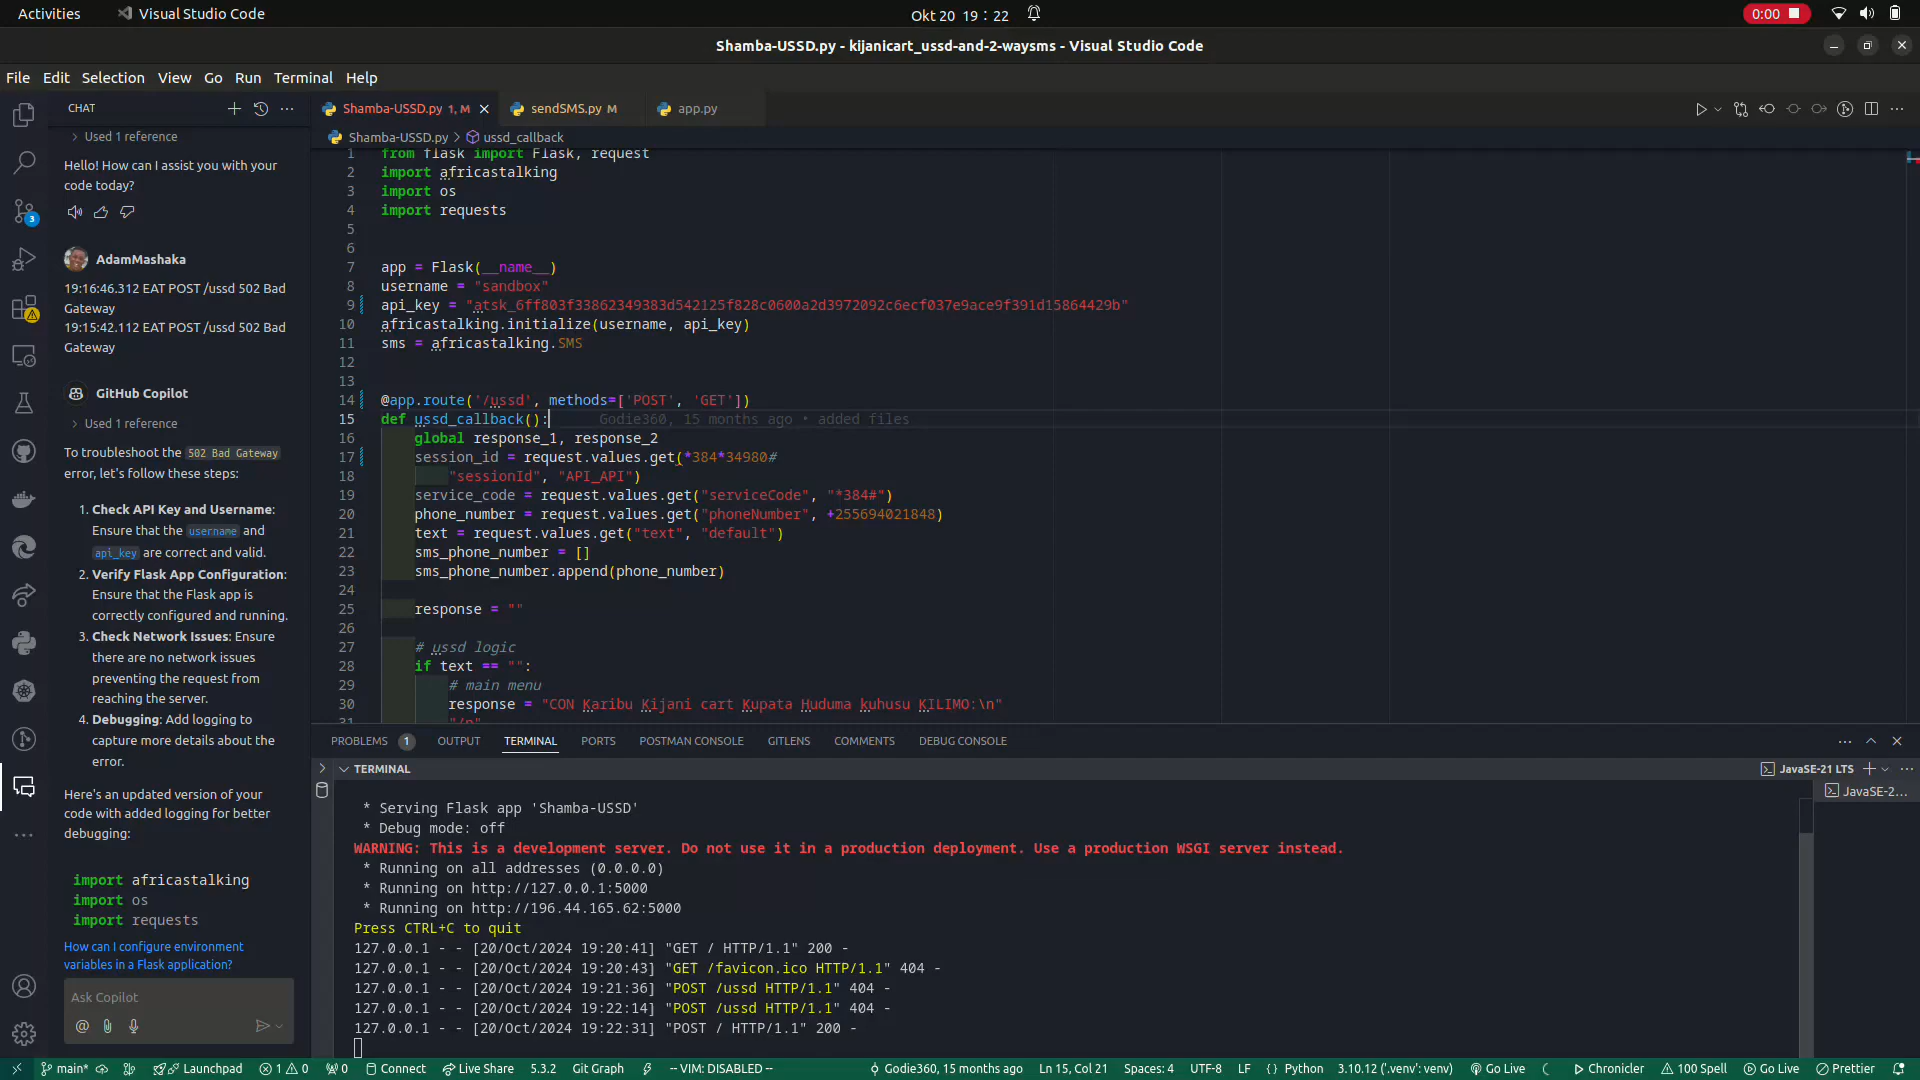 Activities
Visual Studio Code
Okt 20 19 : 22
0:00
Shamba-USSD.py - kijanicart_ussd-and-2-waysms - Visual Studio Code
File Edit Selection View Go Run Terminal Help
CHAT
Used 1 reference
Hello! How can I assist you with your
code today?
AdamMashaka
19:16:46.312 EAT POST /ussd 502 Bad
Gateway
19:15:42.112 EAT POST /ussd 502 Bad
Gateway
GitHub Copilot
Used 1 reference
To troubleshoot the 502 Bad Gateway
error, let's follow these steps:
1. Check API Key and Username:
Ensure that the username and
api_key are correct and valid.
2. Verify Flask App Configuration:
Ensure that the Flask app is
correctly configured and running.
3. Check Network Issues: Ensure
there are no network issues
preventing the request from
reaching the server.
4. Debugging: Add logging to
capture more details about the
error.
Here's an updated version of your
code with added logging for better
debugging:
import africastalking
import os
import requests
How can I configure environment
variables in a Flask application?
Ask Copilot
3
Shamba-USSD.py 1, M
sendSMS.py M
app.py
Shamba-USSD.py > ussd_callback
1 from flask import Flask, request
2 import africastalking
3 import os
4 import requests
5
6
7 app = Flask(__name__)
8 username = "sandbox"
9 api_key = "atsk_6ff803f33862349383d542125f828c0600a2d3972092c6ecf037e9ace9f391d15864429b"
10 africastalking.initialize(username, api_key)
11 sms = africastalking.SMS
12
13
14 @app.route('/ussd', methods=['POST', 'GET'])
15 def ussd_callback(): Godie360, 15 months ago • added files
16 global response_1, response_2
17 session_id = request.values.get(*384*34980#
18 "sessionId", "API_API")
19 service_code = request.values.get("serviceCode", "*384#")
20 phone_number = request.values.get("phoneNumber", +255694021848)
21 text = request.values.get("text", "default")
22 sms_phone_number = []
23 sms_phone_number.append(phone_number)
24
25 response = ""
26
27 # ussd logic
28 if text == "":
29 # main menu
30 response = "CON Karibu Kijani cart Kupata Huduma kuhusu KILIMO:\n"
31 "/n"
PROBLEMS 1 OUTPUT TERMINAL PORTS POSTMAN CONSOLE GITLENS COMMENTS DEBUG CONSOLE
TERMINAL
JavaSE-21 LTS
JavaSE-2...
* Serving Flask app 'Shamba-USSD'
* Debug mode: off
WARNING: This is a development server. Do not use it in a production deployment. Use a production WSGI server instead.
* Running on all addresses (0.0.0.0)
* Running on http://127.0.0.1:5000
* Running on http://196.44.165.62:5000
Press CTRL+C to quit
127.0.0.1 - - [20/Oct/2024 19:20:41] "GET / HTTP/1.1" 200 -
127.0.0.1 - - [20/Oct/2024 19:20:43] "GET /favicon.ico HTTP/1.1" 404 -
127.0.0.1 - - [20/Oct/2024 19:21:36] "POST /ussd HTTP/1.1" 404 -
127.0.0.1 - - [20/Oct/2024 19:22:14] "POST /ussd HTTP/1.1" 404 -
127.0.0.1 - - [20/Oct/2024 19:22:31] "POST / HTTP/1.1" 200 -
main* Launchpad 1 0 0 Connect Live Share 5.3.2 Git Graph -- VIM: DISABLED -- Godie360, 15 months ago Ln 15, Col 21 Spaces: 4 UTF-8 LF {} Python 3.10.12 ('.venv': venv) Go Live Chronicler 100 Spell Go Live Prettier